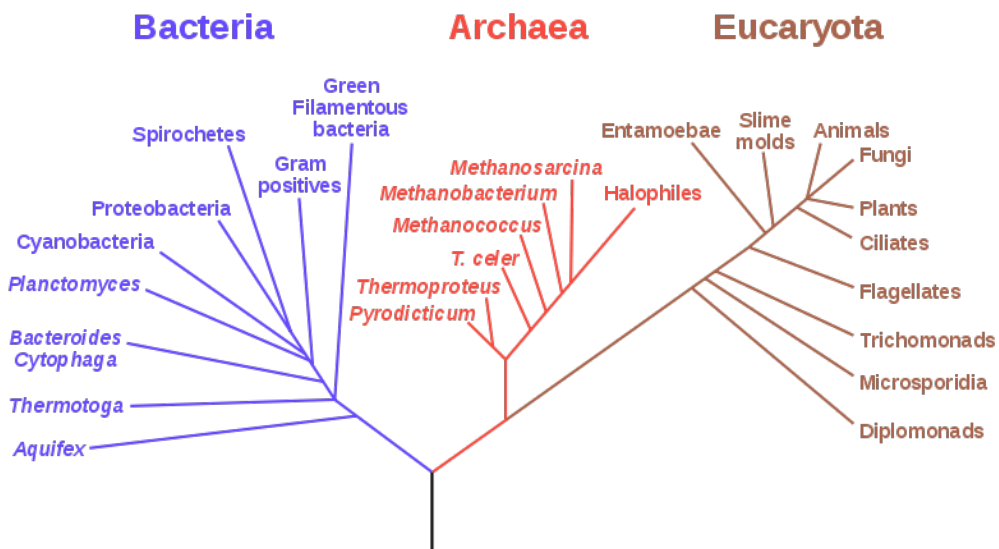 Bacteria
Archaea
Eucaryota
Green
Filamentous
bacteria
Spirochetes
Gram
positives
Proteobacteria
Cyanobacteria
Planctomyces
Bacteroides
Cytophaga
Thermotoga
Aquifex
Methanosarcina
Methanobacterium
Halophiles
Methanococcus
T. celer
Thermoproteus
Pyrodicticum
Entamoebae
Slime
molds
Animals
Fungi
Plants
Ciliates
Flagellates
Trichomonads
Microsporidia
Diplomonads